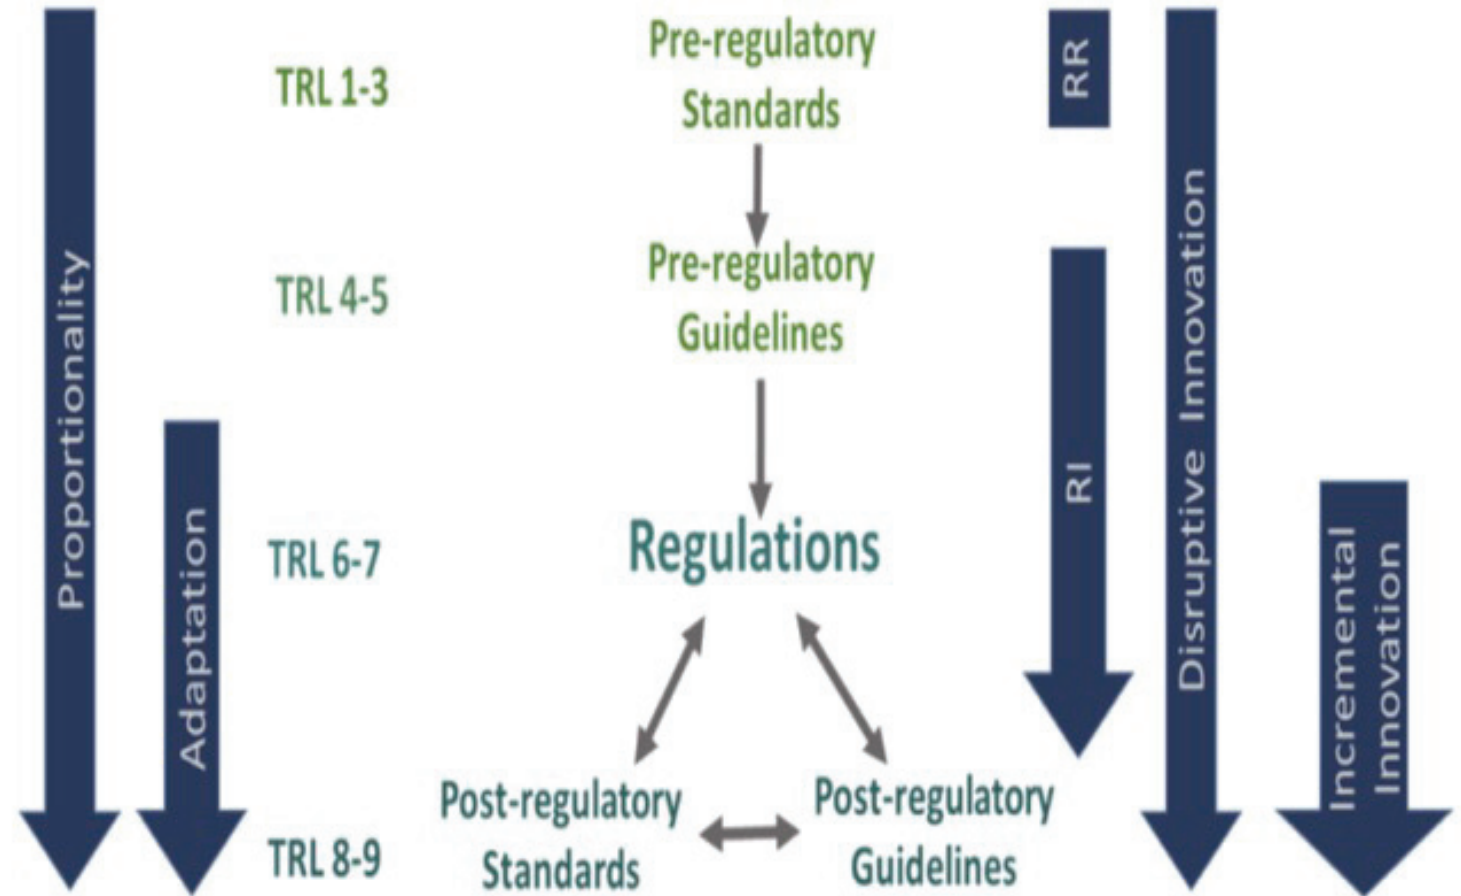 Proportionality
Adaptation
TRL 1-3
TRL 4-5
TRL 6-7
TRL 8-9
Pre-regulatory
Standards
Pre-regulatory
Guidelines
Regulations
Post-regulatory
Standards
Post-regulatory
Guidelines
RR
RI
Disruptive Innovation
Incremental
Innovation